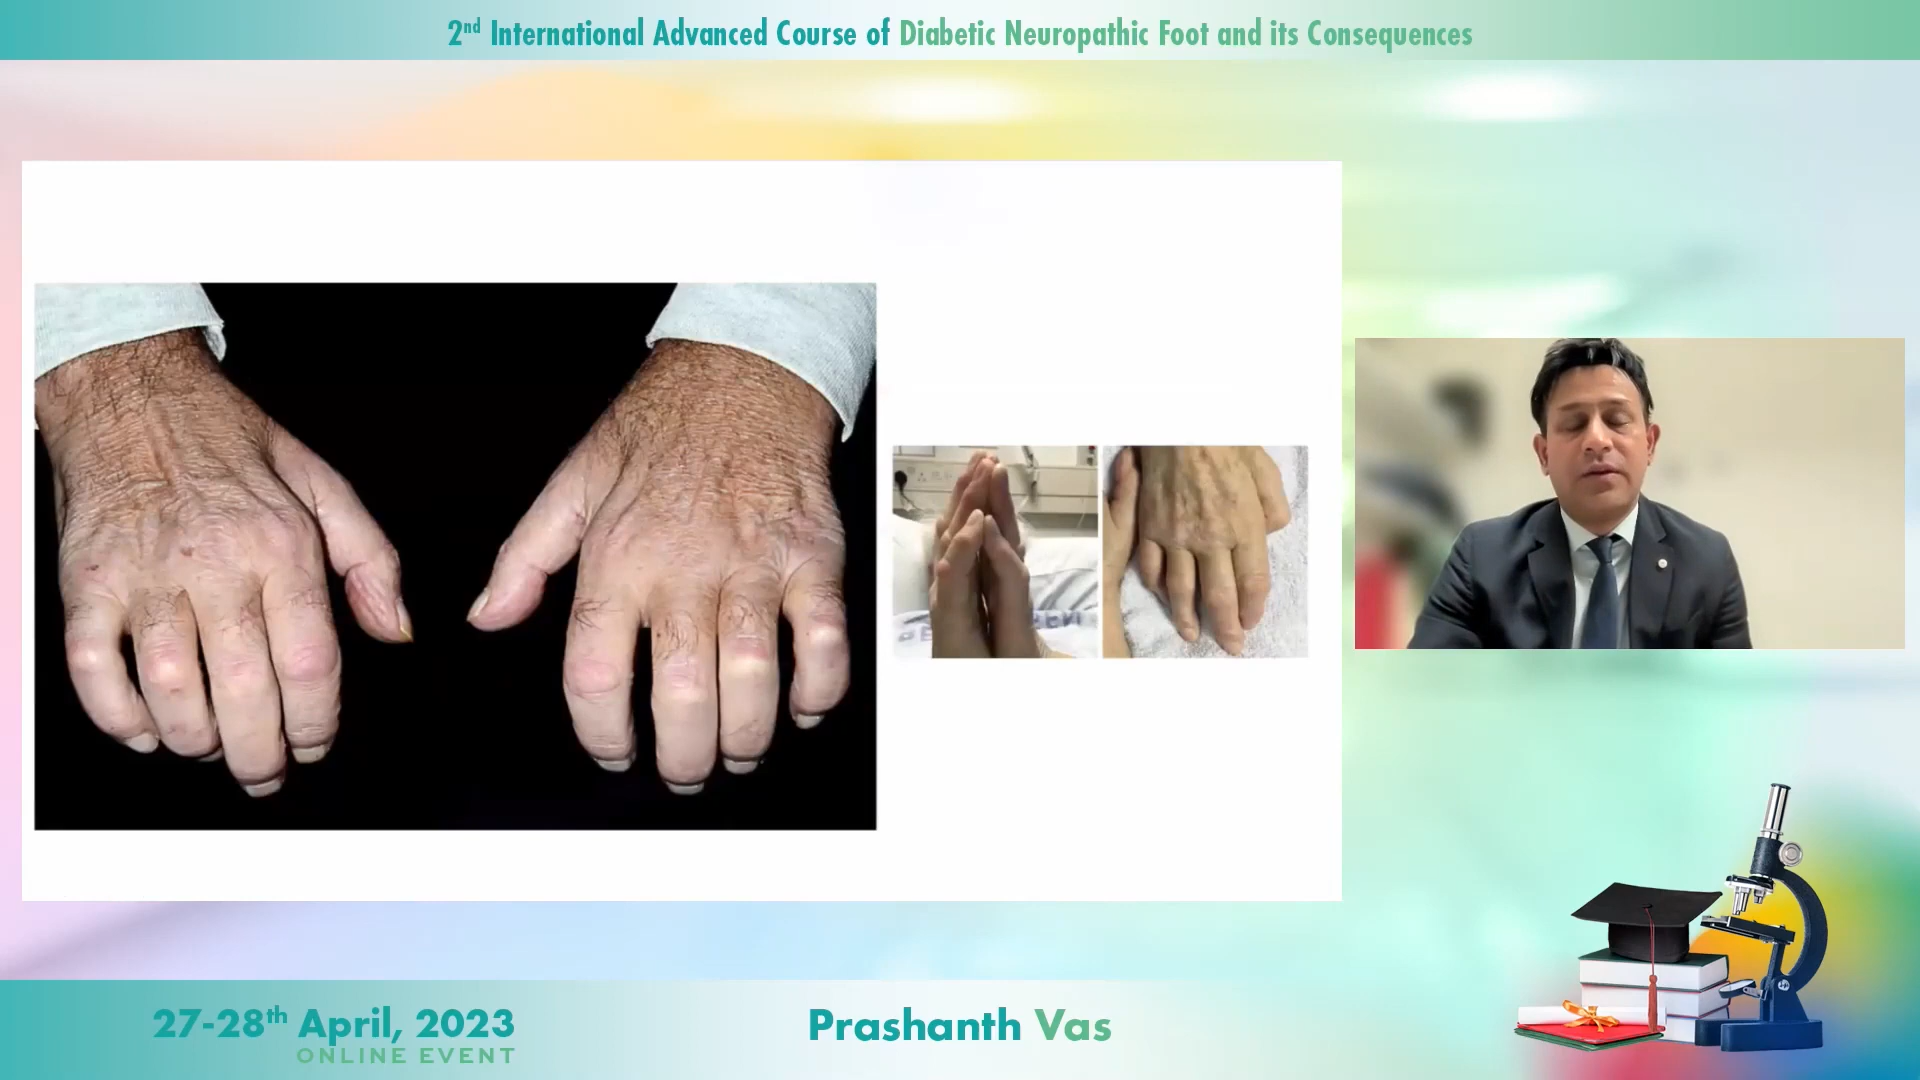 2nd International Advanced Course of Diabetic Neuropathic Foot and its Consequences
27-28th April, 2023
ONLINE EVENT
Prashanth Vas